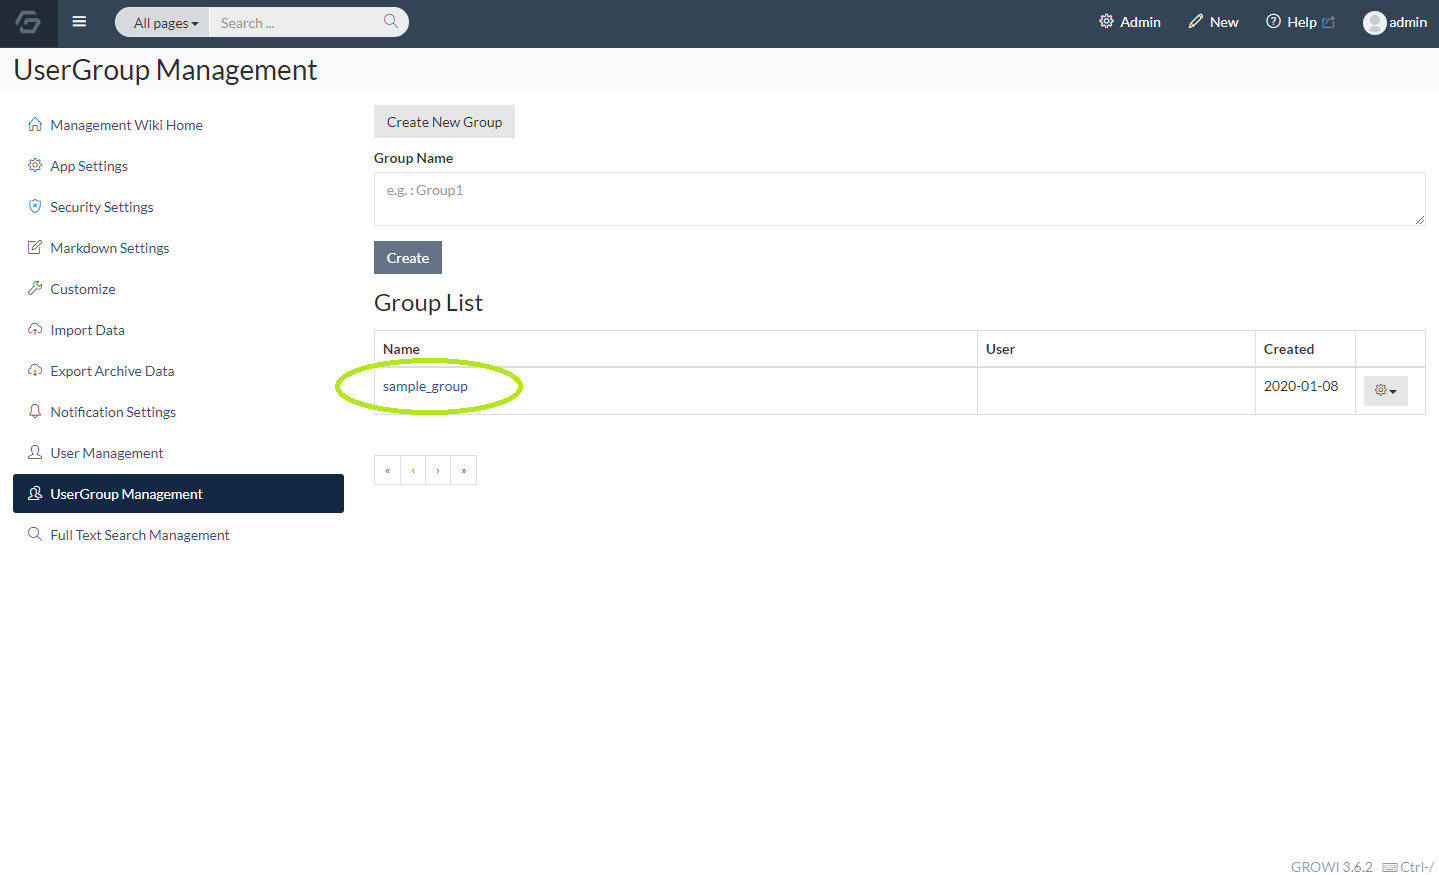 All pages Search ... Admin New Help admin
UserGroup Management
Management Wiki Home
App Settings
Security Settings
Markdown Settings
Customize
Import Data
Export Archive Data
Notification Settings
User Management
UserGroup Management
Full Text Search Management
Create New Group
Group Name
e.g. : Group1
Create
Group List
Name User Created
sample_group 2020-01-08
« ‹ › »
GROWI 3.6.2 Ctrl-/